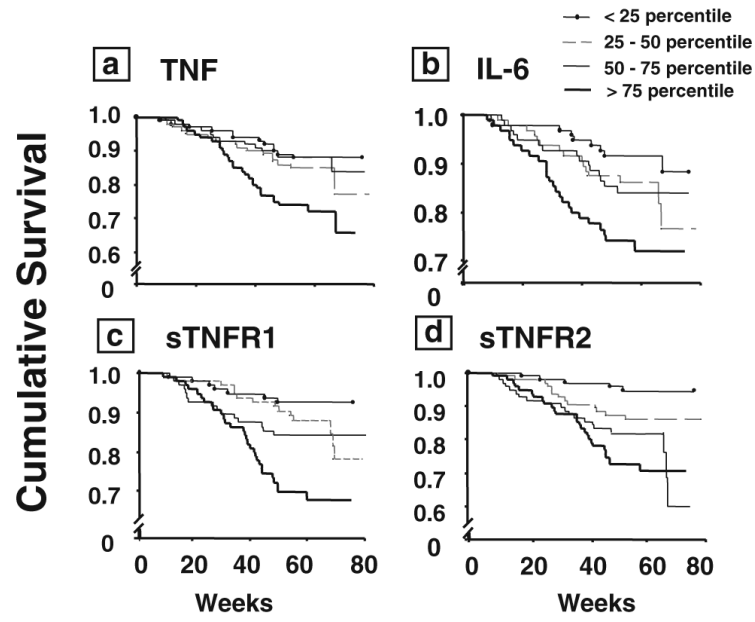 < 25 percentile
25 - 50 percentile
50 - 75 percentile
> 75 percentile
a TNF
b IL-6
Cumulative Survival
1.0
0.9
0.8
0.7
0.6
0
1.0
0.9
0.8
0.7
0
c sTNFR1
d sTNFR2
1.0
0.9
0.8
0.7
0
0 20 40 60 80
Weeks
1.0
0.9
0.8
0.7
0.6
0
0 20 40 60 80
Weeks